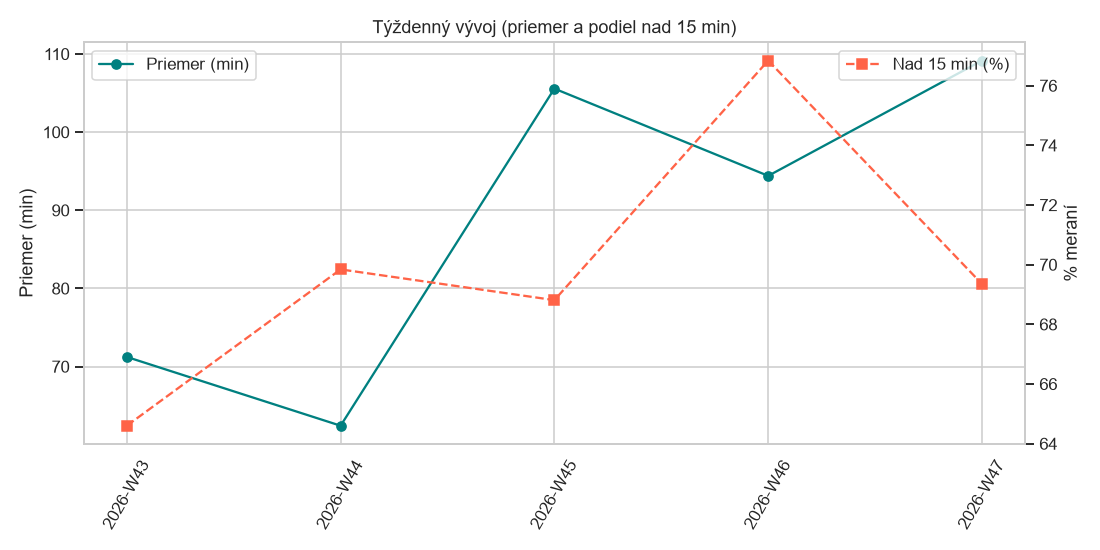 Týždenný vývoj (priemer a podiel nad 15 min)
Priemer (min)
Nad 15 min (%)
110
100
90
80
70
Priemer (min)
76
74
72
70
68
66
64
% meraní
2026-W43
2026-W44
2026-W45
2026-W46
2026-W47